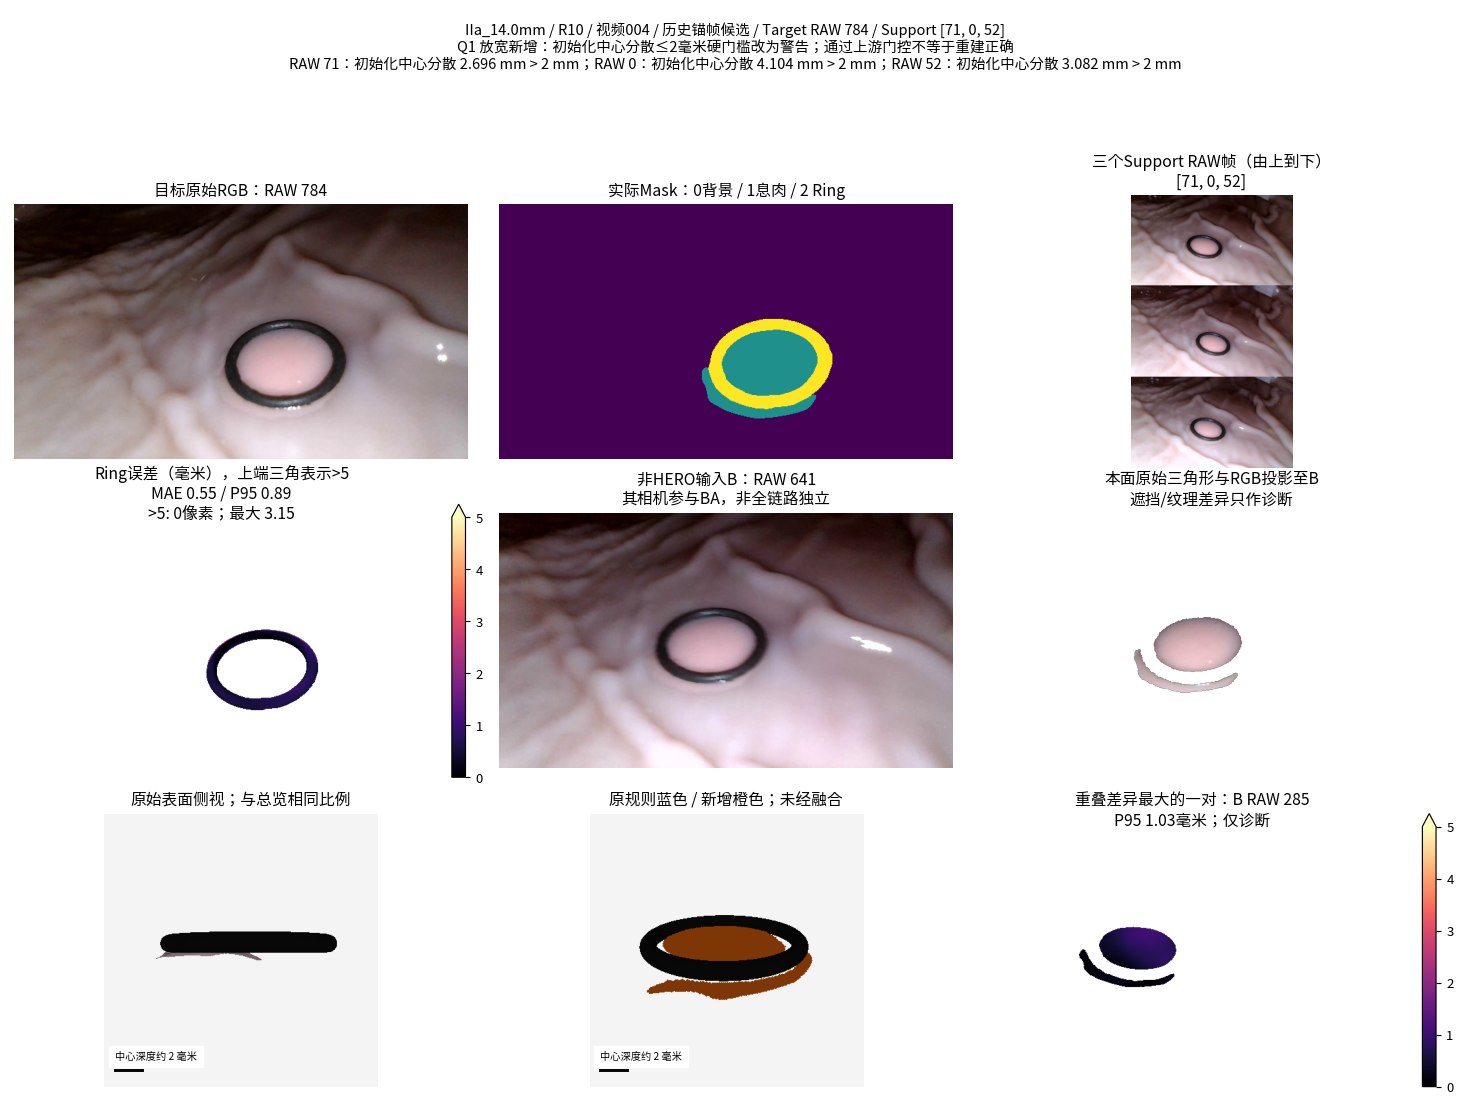 IIa_14.0mm / R10 / 视频004 / 历史锚帧候选 / Target RAW 784 / Support [71, 0, 52]
Q1 放宽新增：初始化中心分散≤2毫米硬门槛改为警告；通过上游门控不等于重建正确
RAW 71：初始化中心分散 2.696 mm > 2 mm；RAW 0：初始化中心分散 4.104 mm > 2 mm；RAW 52：初始化中心分散 3.082 mm > 2 mm
目标原始RGB：RAW 784
实际Mask：0背景 / 1息肉 / 2 Ring
三个Support RAW帧（由上到下）
[71, 0, 52]
Ring误差（毫米），上端三角表示>5
MAE 0.55 / P95 0.89
>5: 0像素；最大 3.15
5
4
3
2
1
0
非HERO输入B：RAW 641
其相机参与BA，非全链路独立
本面原始三角形与RGB投影至B
遮挡/纹理差异只作诊断
原始表面侧视；与总览相同比例
中心深度约 2 毫米
原规则蓝色 / 新增橙色；未经融合
中心深度约 2 毫米
重叠差异最大的一对：B RAW 285
P95 1.03毫米；仅诊断
5
4
3
2
1
0